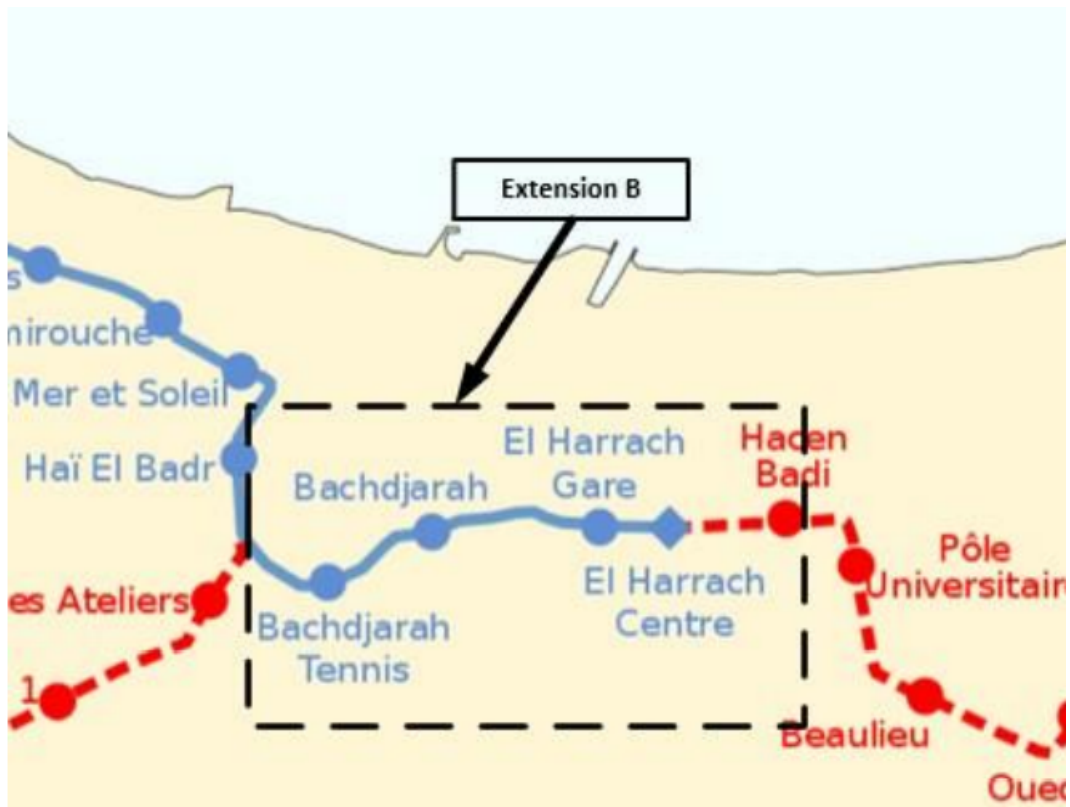 Extension B
s
mirouche
Mer et Soleil
Haï El Badr
El Harrach
Gare
Hacen
Badi
Bachdjarah
Pôle
Universitair
es Ateliers
El Harrach
Centre
Bachdjarah
Tennis
1
Beaulieu
Oued